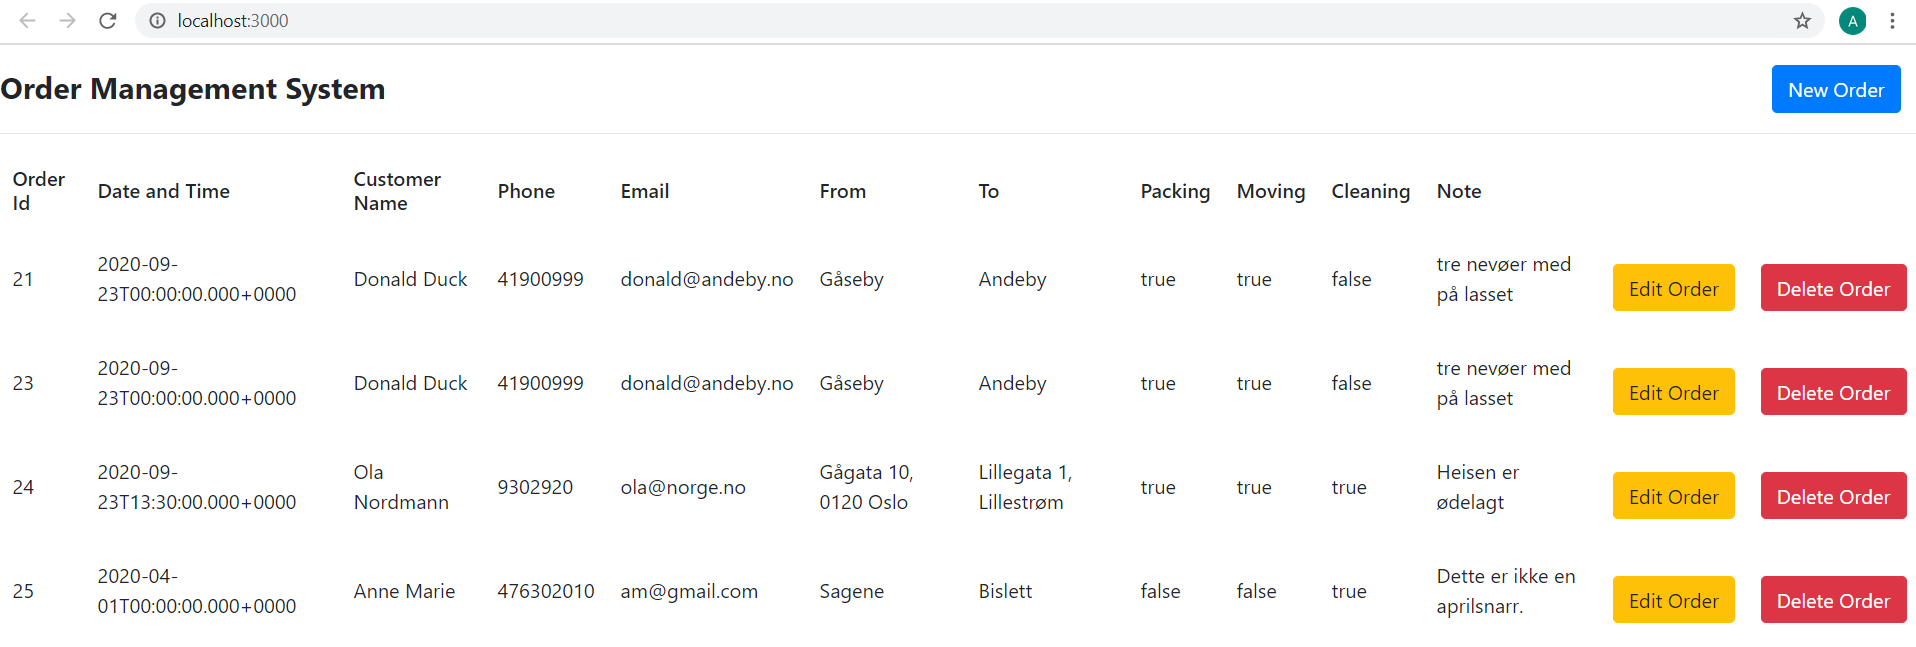 localhost:3000
A
Order Management System
New Order
Order Id Date and Time Customer Name Phone Email From To Packing Moving Cleaning Note
21 2020-09-23T00:00:00.000+0000 Donald Duck 41900999 donald@andeby.no Gåseby Andeby true true false tre nevøer med på lasset Edit Order Delete Order
23 2020-09-23T00:00:00.000+0000 Donald Duck 41900999 donald@andeby.no Gåseby Andeby true true false tre nevøer med på lasset Edit Order Delete Order
24 2020-09-23T13:30:00.000+0000 Ola Nordmann 9302920 ola@norge.no Gågata 10, 0120 Oslo Lillegata 1, Lillestrøm true true true Heisen er ødelagt Edit Order Delete Order
25 2020-04-01T00:00:00.000+0000 Anne Marie 476302010 am@gmail.com Sagene Bislett false false true Dette er ikke en aprilsnarr. Edit Order Delete Order